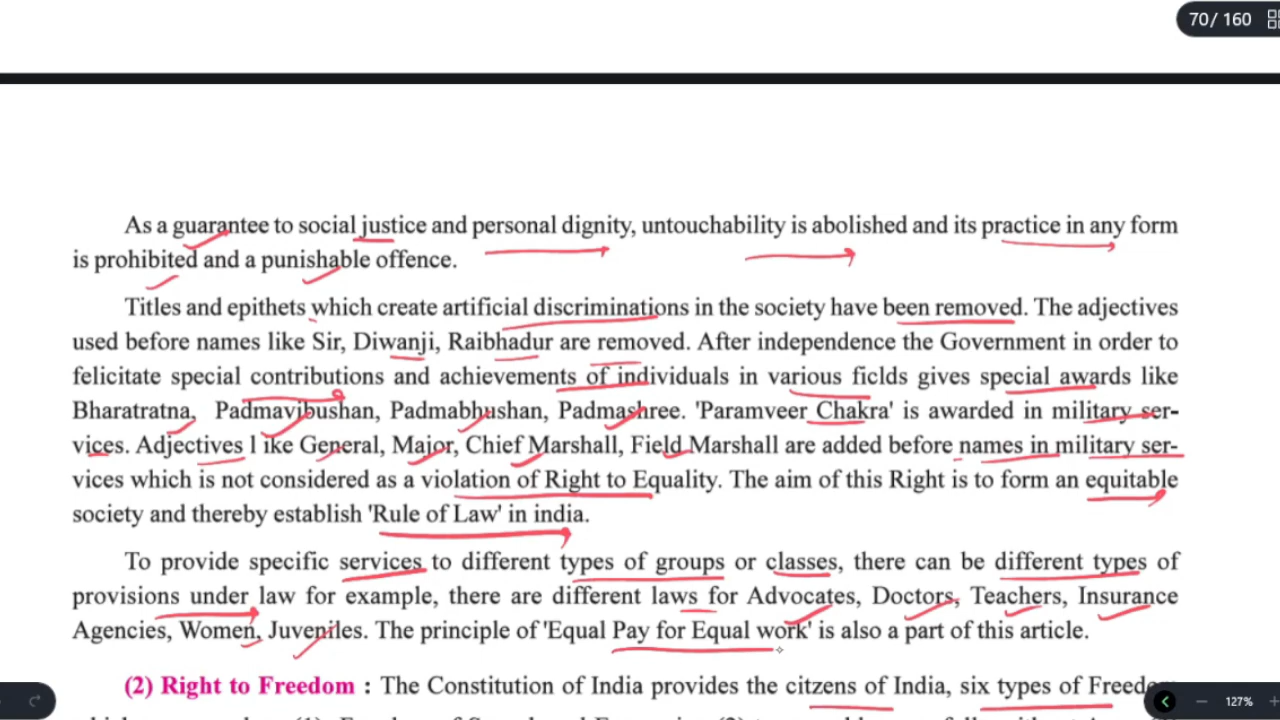 70/ 160
As a guarantee to social justice and personal dignity, untouchability is abolished and its practice in any form
is prohibited and a punishable offence.
Titles and epithets which create artificial discriminations in the society have been removed. The adjectives
used before names like Sir, Diwanji, Raibhadur are removed. After independence the Government in order to
felicitate special contributions and achievements of individuals in various ficlds gives special awards like
Bharatratna, Padmavibushan, Padmabhushan, Padmashree. 'Paramveer Chakra' is awarded in military ser-
vices. Adjectives l ike General, Major, Chief Marshall, Field Marshall are added before names in military ser-
vices which is not considered as a violation of Right to Equality. The aim of this Right is to form an equitable
society and thereby establish 'Rule of Law' in india.
To provide specific services to different types of groups or classes, there can be different types of
provisions under law for example, there are different laws for Advocates, Doctors, Teachers, Insurance
Agencies, Women, Juveniles. The principle of 'Equal Pay for Equal work' is also a part of this article.
(2) Right to Freedom : The Constitution of India provides the citzens of India, six types of
127%